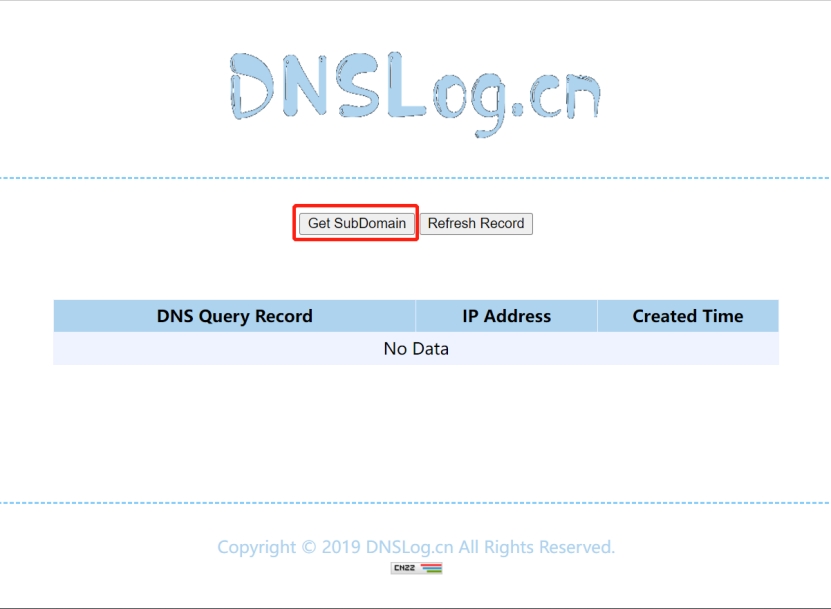 DNSLog.cn
Get SubDomain Refresh Record
DNS Query Record IP Address Created Time
No Data
Copyright © 2019 DNSLog.cn All Rights Reserved.
CNZZ